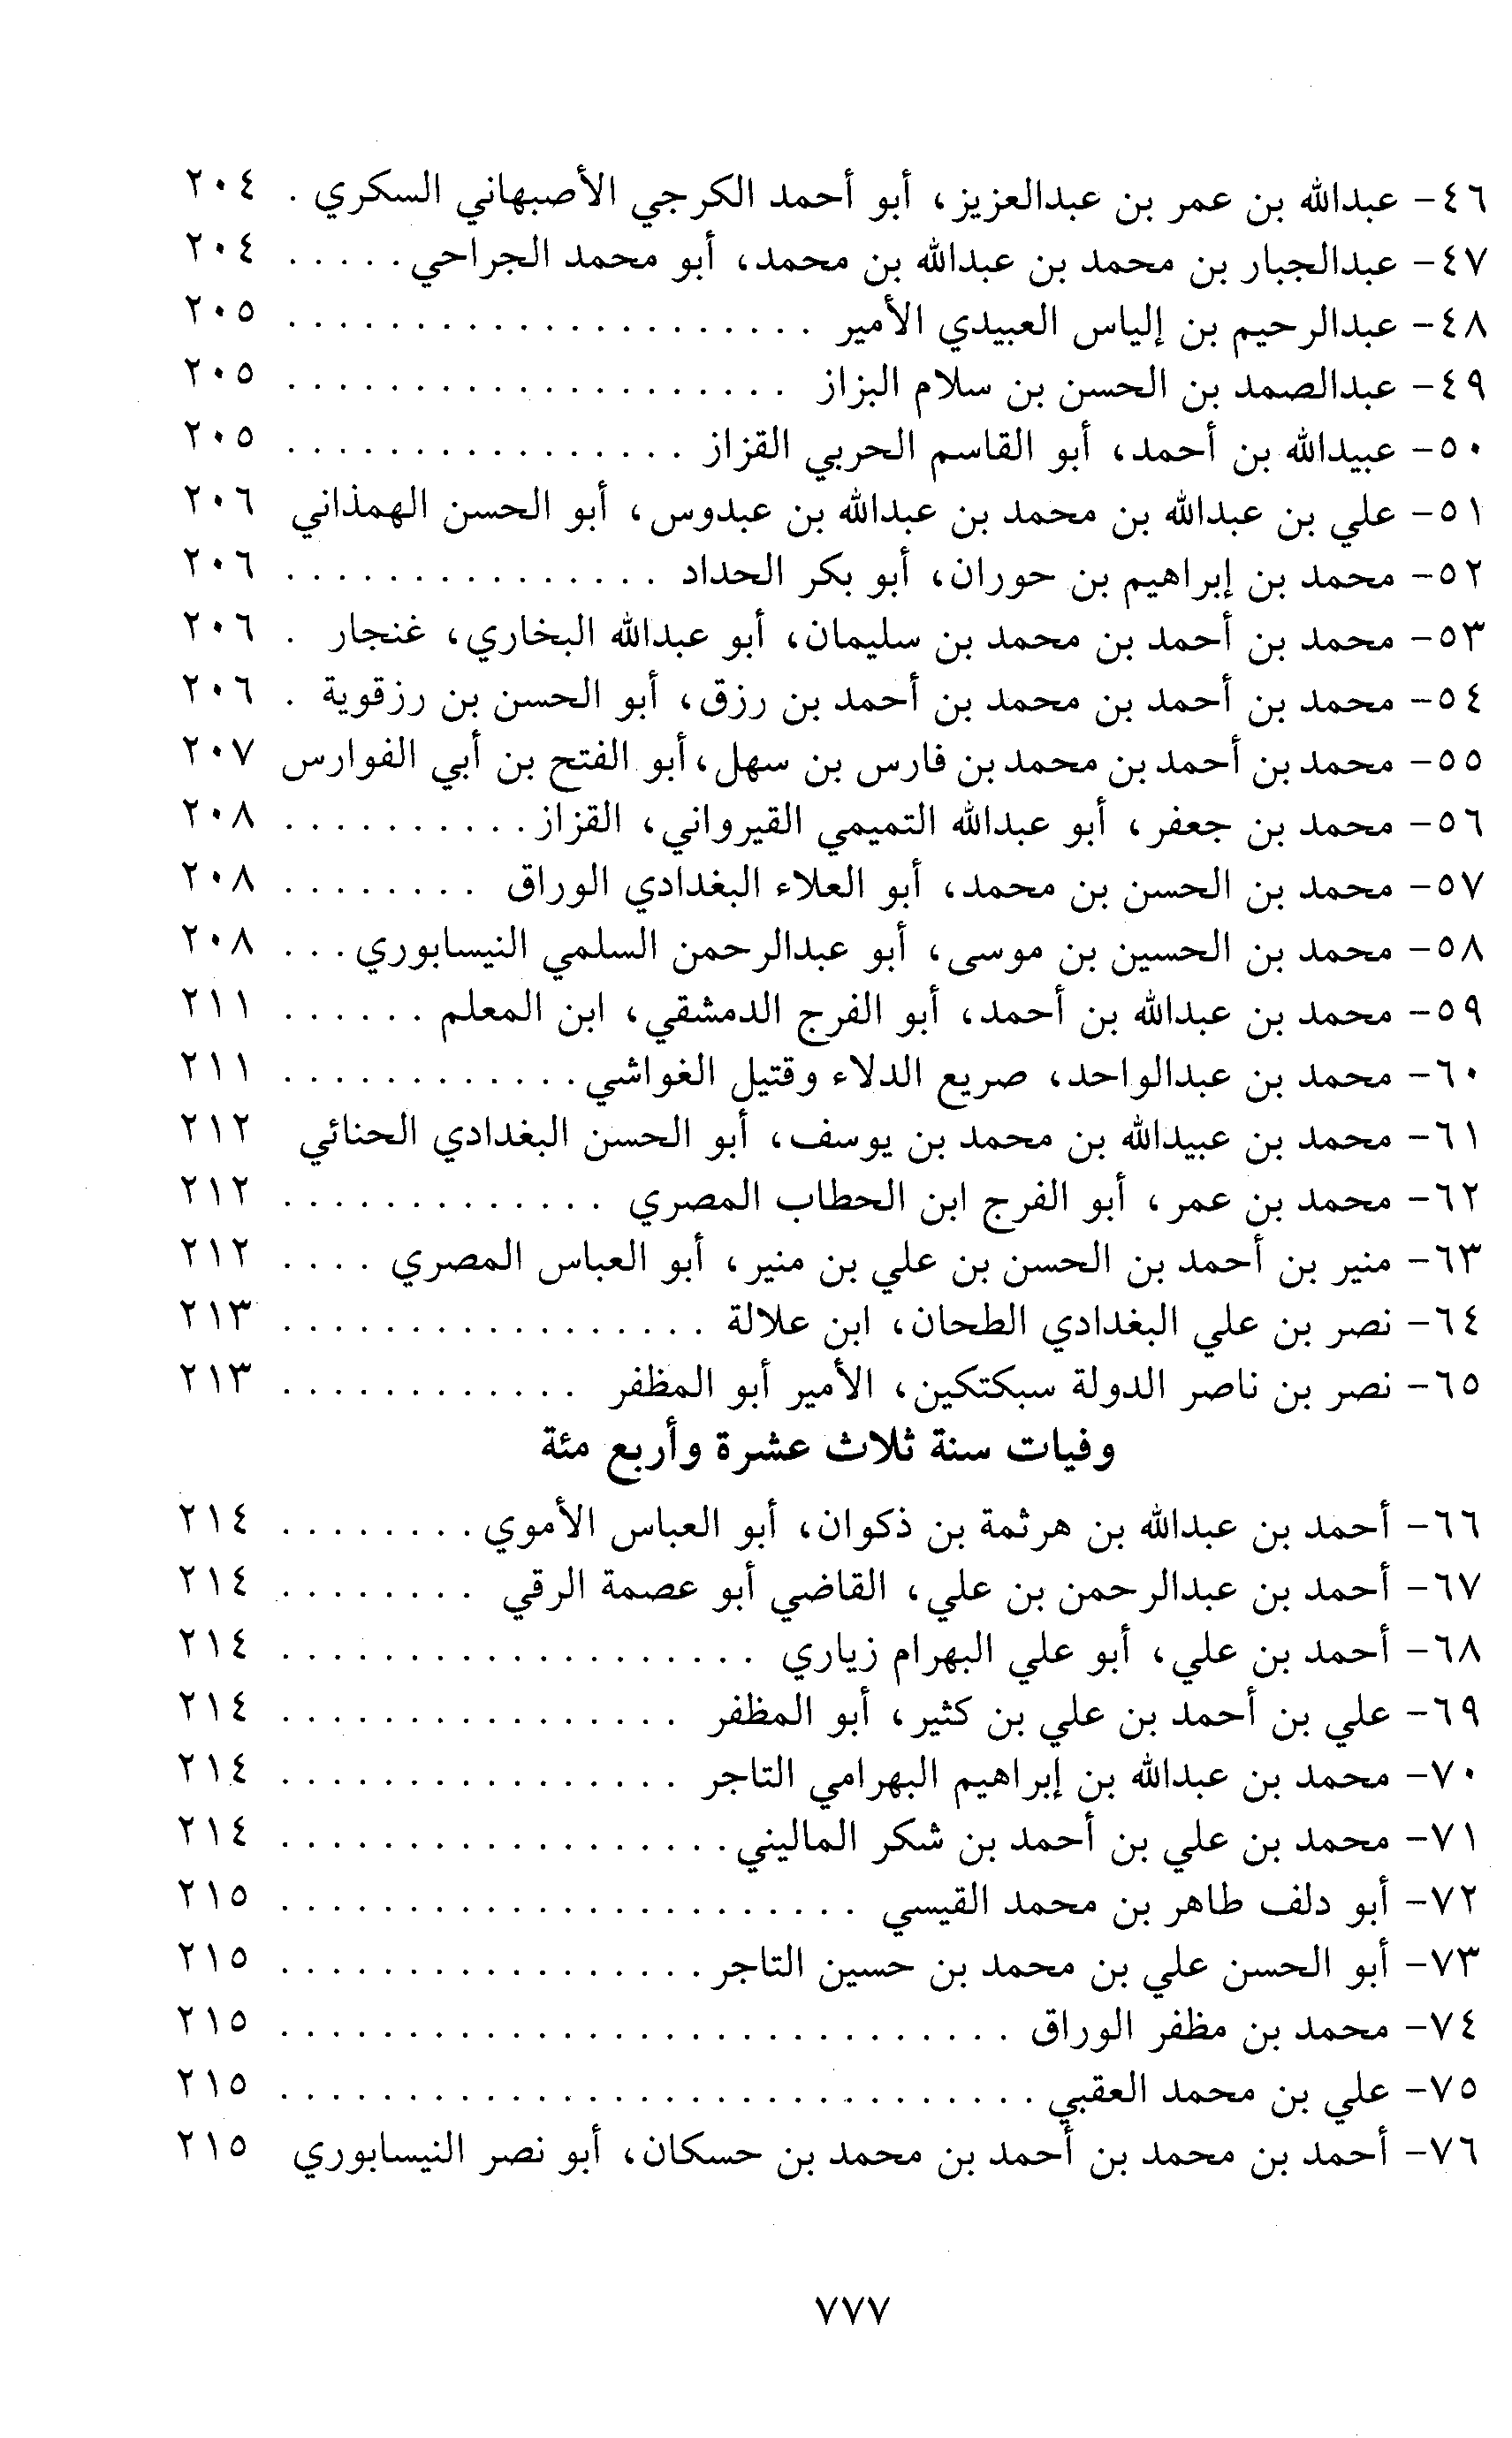 ٤٦- عبدالله بن عمر بن عبدالعزيز، أبو أحمد الكرجي الأصبهاني السكري . ٢٠٤
٤٧- عبدالجبار بن محمد بن عبدالله بن محمد، أبو محمد الجراحي . . . . . ٢٠٤
٤٨- عبدالرحيم بن إلياس العبيدي الأمير . . . . . . . . . . . . . . . . . . . . . ٢٠٥
٤٩- عبدالصمد بن الحسن بن سلام البزاز . . . . . . . . . . . . . . . . . . . . ٢٠٥
٥٠- عبيدالله بن أحمد، أبو القاسم الحربي القزاز . . . . . . . . . . . . . . . . ٢٠٥
٥١- علي بن عبدالله بن محمد بن عبدالله بن عبدوس، أبو الحسن الهمذاني ٢٠٦
٥٢- محمد بن إبراهيم بن حوران، أبو بكر الحداد . . . . . . . . . . . . . . . ٢٠٦
٥٣- محمد بن أحمد بن محمد بن سليمان، أبو عبدالله البخاري، غنجار . ٢٠٦
٥٤- محمد بن أحمد بن محمد بن أحمد بن رزق، أبو الحسن بن رزقوية . ٢٠٦
٥٥- محمد بن أحمد بن محمد بن فارس بن سهل، أبو الفتح بن أبي الفوارس ٢٠٧
٥٦- محمد بن جعفر، أبو عبدالله التميمي القيرواني، القزاز . . . . . . . . . . ٢٠٨
٥٧- محمد بن الحسن بن محمد، أبو العلاء البغدادي الوراق . . . . . . . . ٢٠٨
٥٨- محمد بن الحسين بن موسى، أبو عبدالرحمن السلمي النيسابوري . . . ٢٠٨
٥٩- محمد بن عبدالله بن أحمد، أبو الفرج الدمشقي، ابن المعلم . . . . . . ٢١١
٦٠- محمد بن عبدالواحد، صريع الدلاء وقتيل الغواشي . . . . . . . . . . . . ٢١١
٦١- محمد بن عبيدالله بن محمد بن يوسف، أبو الحسن البغدادي الحنائي ٢١٢
٦٢- محمد بن عمر، أبو الفرج ابن الحطاب المصري . . . . . . . . . . . . . ٢١٢
٦٣- منير بن أحمد بن الحسن بن علي بن منير، أبو العباس المصري . . . . ٢١٢
٦٤- نصر بن علي البغدادي الطحان، ابن علالة . . . . . . . . . . . . . . . . . ٢١٣
٦٥- نصر بن ناصر الدولة سبكتكين، الأمير أبو المظفر . . . . . . . . . . . . ٢١٣
وفيات سنة ثلاث عشرة وأربع مئة
٦٦- أحمد بن عبدالله بن هرثمة بن ذكوان، أبو العباس الأموي . . . . . . . . ٢١٤
٦٧- أحمد بن عبدالرحمن بن علي، القاضي أبو عصمة الرقي . . . . . . . . ٢١٤
٦٨- أحمد بن علي، أبو علي البهرام زياري . . . . . . . . . . . . . . . . . . . ٢١٤
٦٩- علي بن أحمد بن علي بن كثير، أبو المظفر . . . . . . . . . . . . . . . . ٢١٤
٧٠- محمد بن عبدالله بن إبراهيم البهرامي التاجر . . . . . . . . . . . . . . . . ٢١٤
٧١- محمد بن علي بن أحمد بن شكر الماليني . . . . . . . . . . . . . . . . . . ٢١٤
٧٢- أبو دلف طاهر بن محمد القيسي . . . . . . . . . . . . . . . . . . . . . . . ٢١٥
٧٣- أبو الحسن علي بن محمد بن حسين التاجر . . . . . . . . . . . . . . . . . ٢١٥
٧٤- محمد بن مظفر الوراق . . . . . . . . . . . . . . . . . . . . . . . . . . . . . ٢١٥
٧٥- علي بن محمد العقبي . . . . . . . . . . . . . . . . . . . . . . . . . . . . . . ٢١٥
٧٦- أحمد بن محمد بن أحمد بن محمد بن حسكان، أبو نصر النيسابوري ٢١٥
٧٧٧